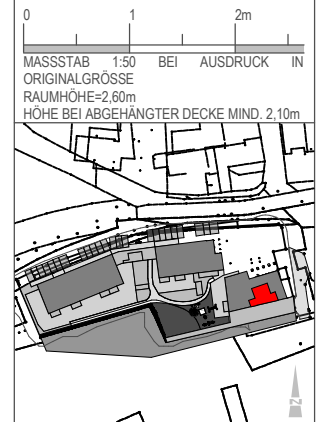 0 1 2m
MASSSTAB 1:50 BEI AUSDRUCK IN
ORIGINALGRÖSSE
RAUMHÖHE=2,60m
HÖHE BEI ABGEHÄNGTER DECKE MIND. 2,10m
N